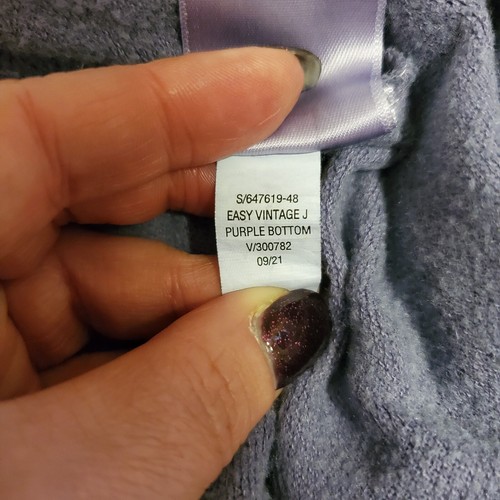 S/647619-48
EASY VINTAGE J
PURPLE BOTTOM
V/300782
09/21